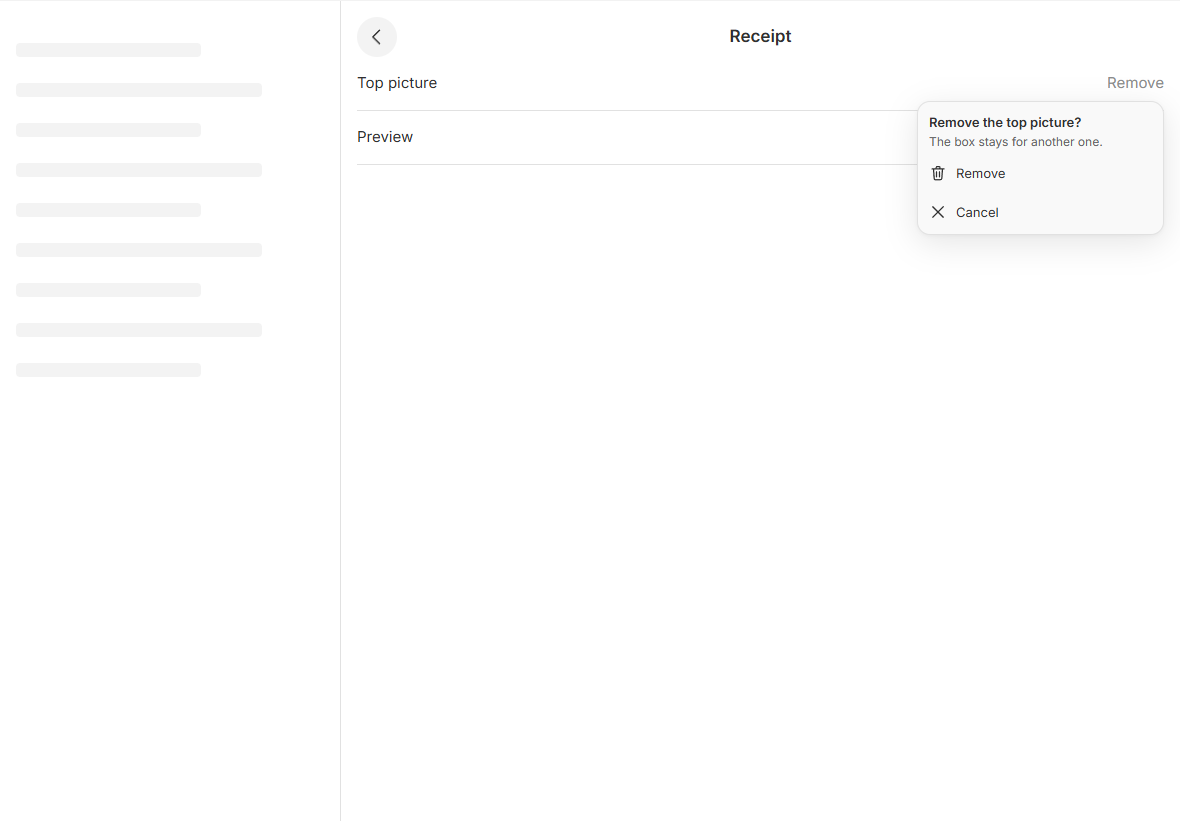 Receipt
Top picture
Remove
Remove the top picture?
The box stays for another one.
Remove
Cancel
Preview